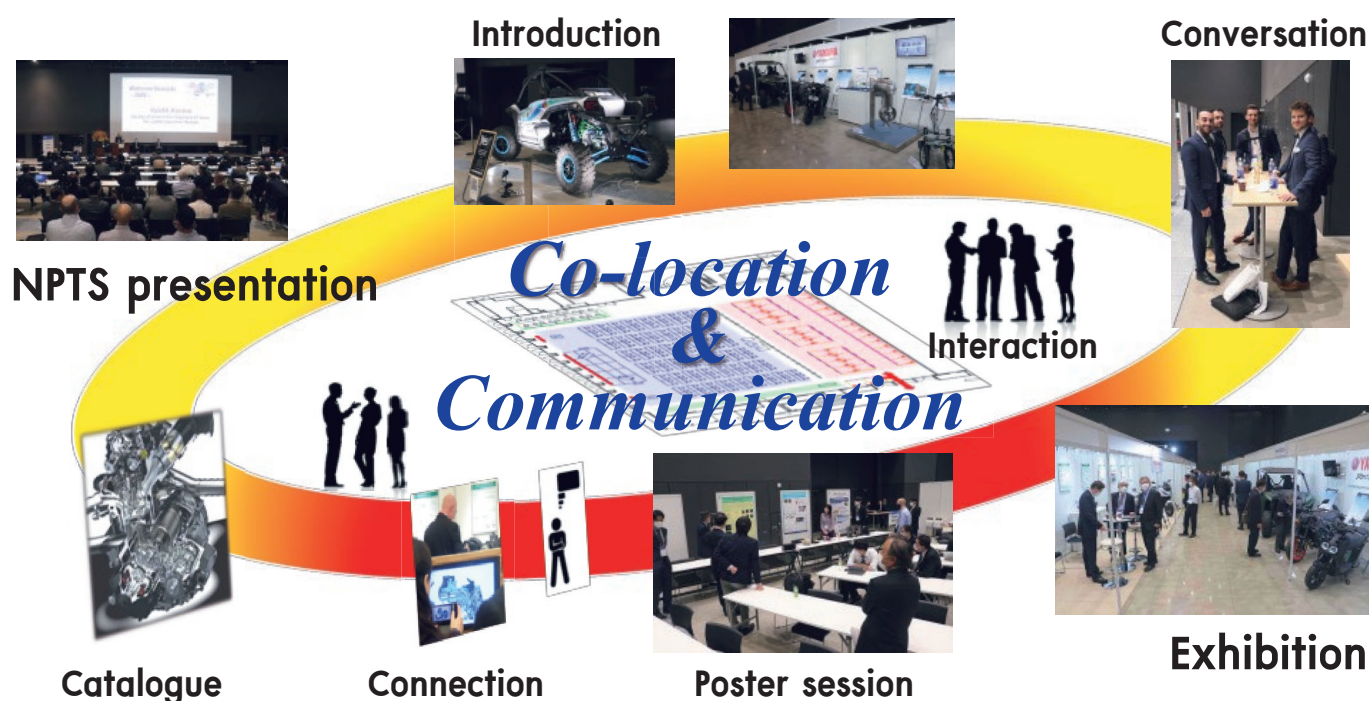 Introduction
Conversation
NPTS presentation
Co-location
&
Communication
Interaction
Exhibition
Catalogue
Connection
Poster session